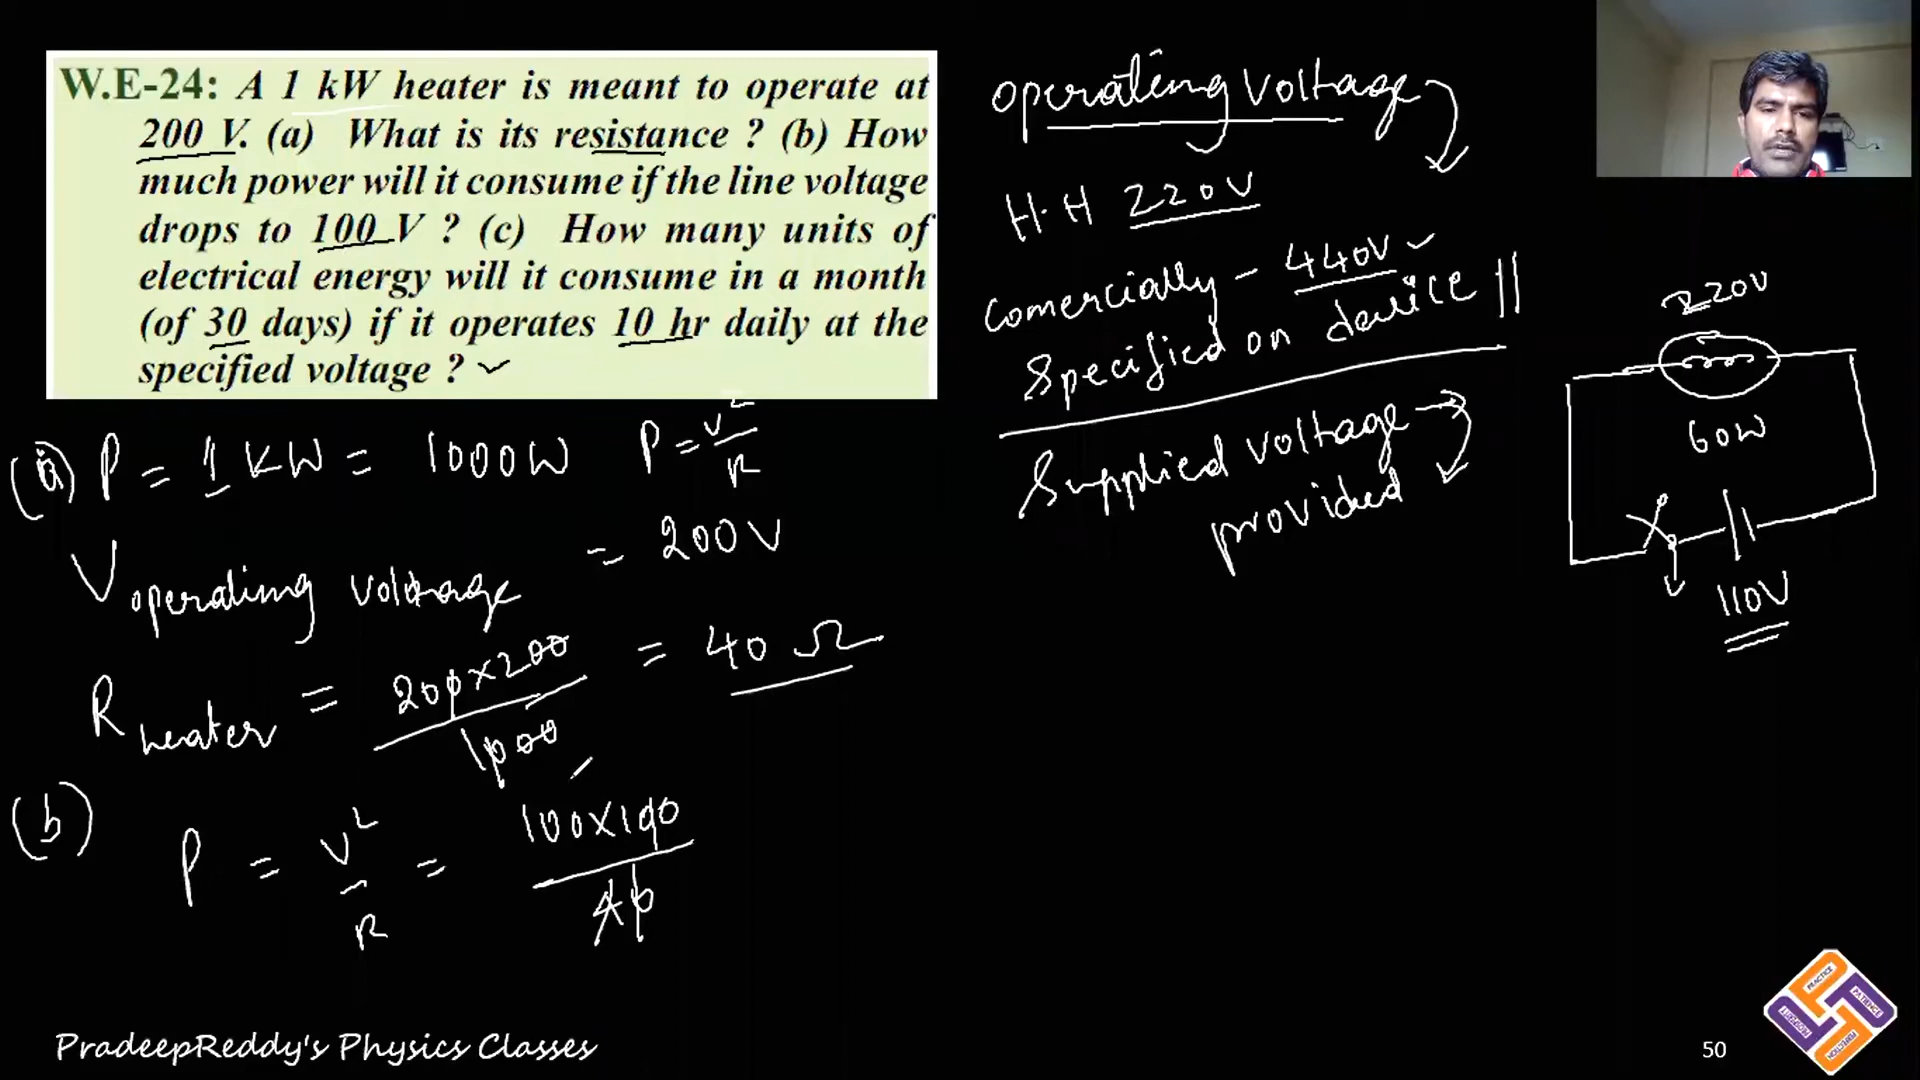 W.E-24: A 1 kW heater is meant to operate at
200 V. (a) What is its resistance ? (b) How
much power will it consume if the line voltage
drops to 100 V ? (c) How many units of
electrical energy will it consume in a month
(of 30 days) if it operates 10 hr daily at the
specified voltage ?
(a) P = 1 KW = 1000W P = V²/R
V operating voltage = 200V
R heater = 200×200/1000 = 40 Ω
(b) P = V²/R = 100×100/40
operating voltage
H.H 220V
Comercially - 440V
Specified on device
Supplied voltage →
provided
220V
60W
110V
PradeepReddy's Physics Classes
50
PRACTICE
PATIENCE